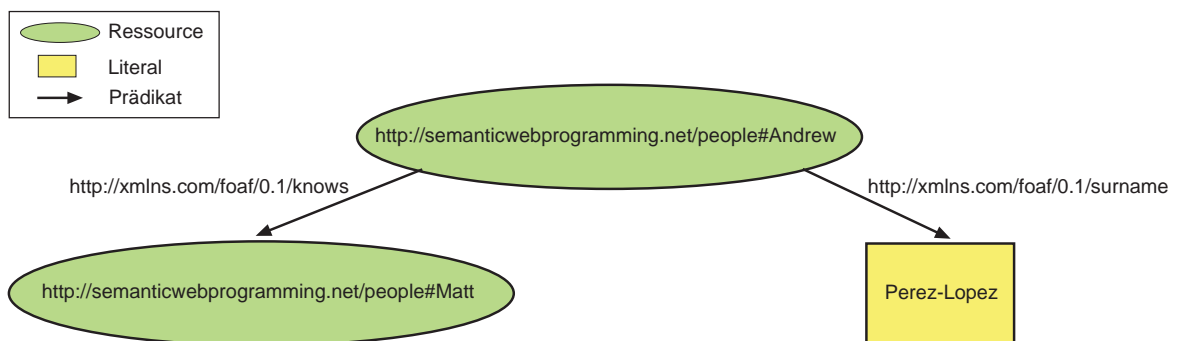 Ressource
Literal
Prädikat
http://semanticwebprogramming.net/people#Andrew
http://xmlns.com/foaf/0.1/knows
http://xmlns.com/foaf/0.1/surname
http://semanticwebprogramming.net/people#Matt
Perez-Lopez